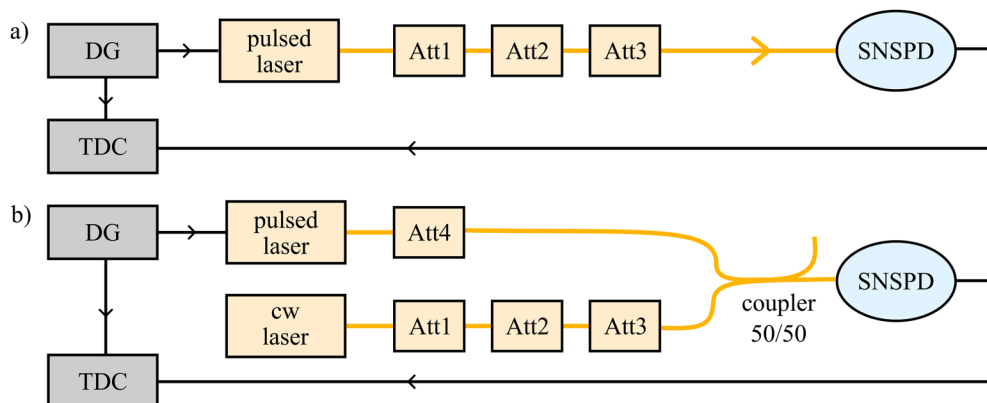 a)
DG
pulsed
laser
Att1
Att2
Att3
SNSPD
TDC
b)
DG
pulsed
laser
Att4
SNSPD
cw
laser
Att1
Att2
Att3
coupler
50/50
TDC